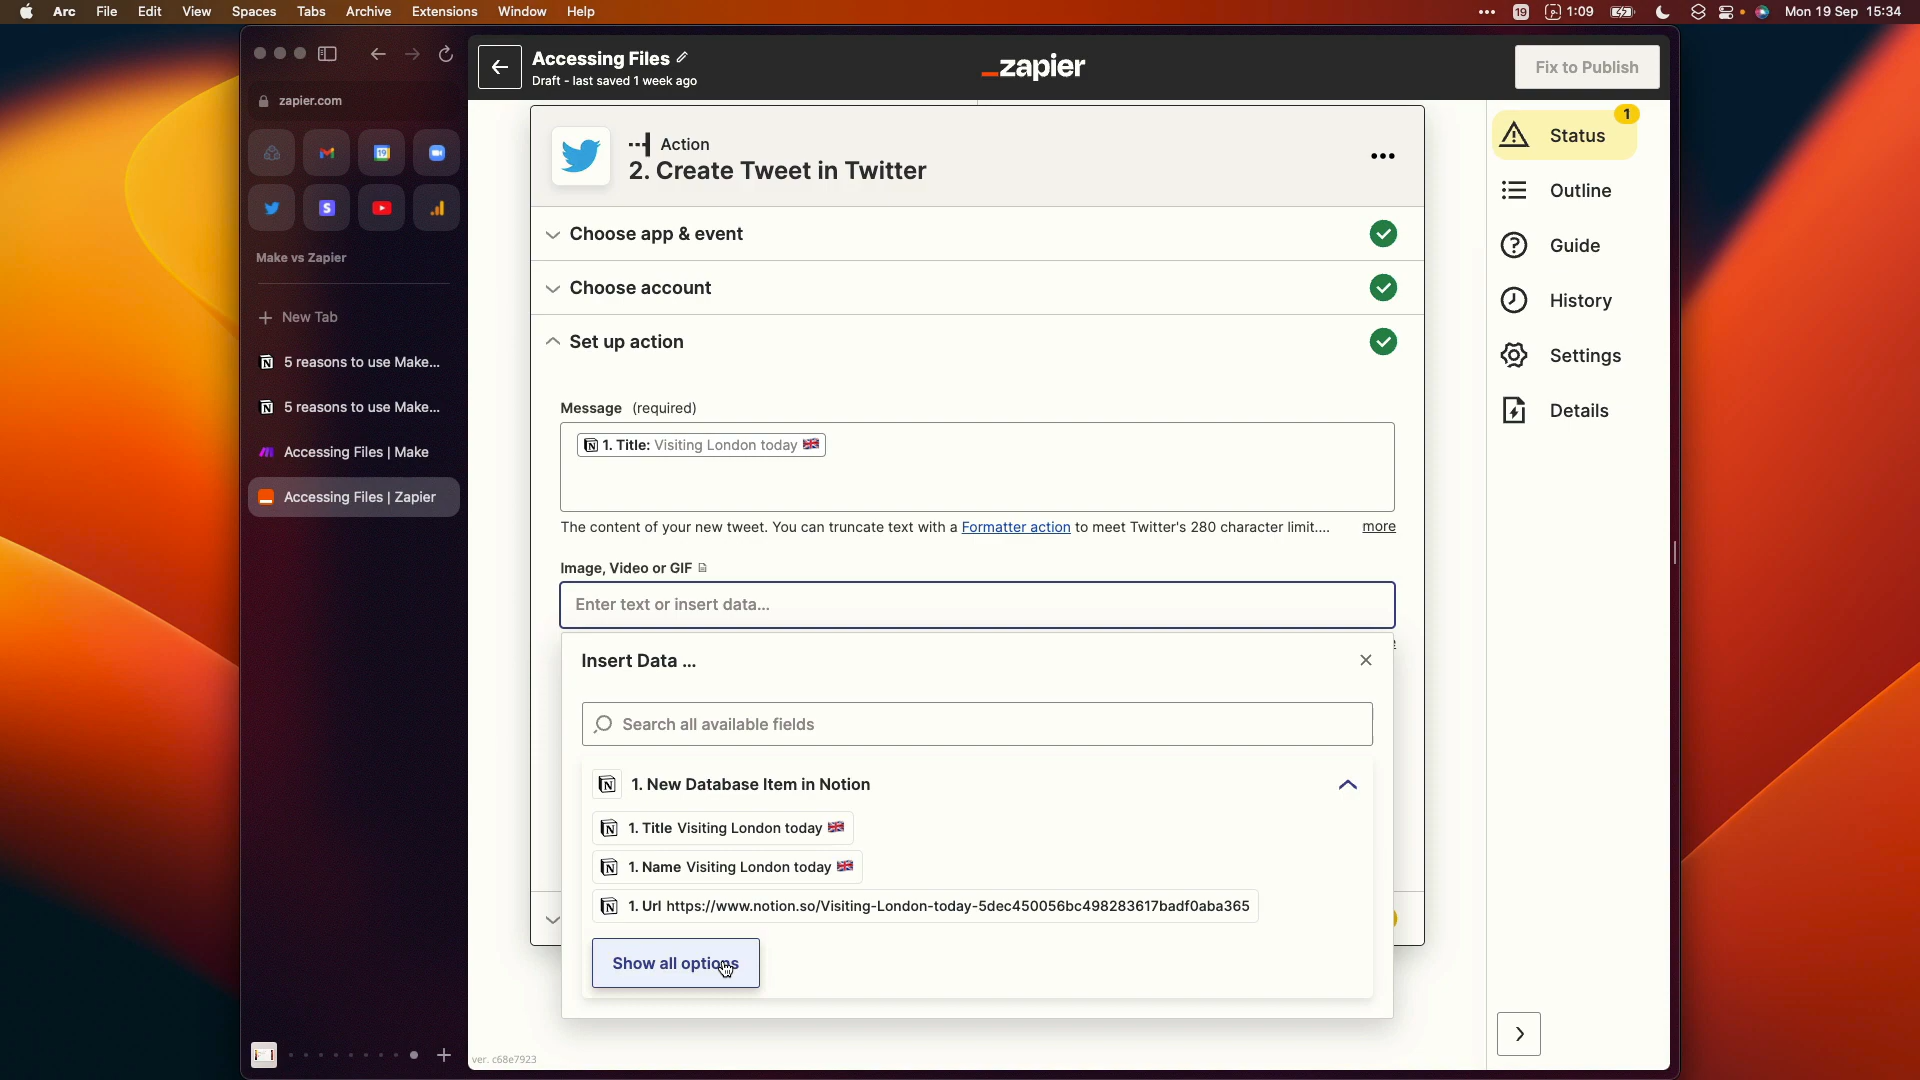 Arc File Edit View Spaces Tabs Archive Extensions Window Help
19 1:09 Mon 19 Sep 15:34
zapier.com
19
S
Make vs Zapier
+ New Tab
5 reasons to use Make...
5 reasons to use Make...
Accessing Files | Make
Accessing Files | Zapier
Accessing Files
Draft - last saved 1 week ago
_zapier
Fix to Publish
Action
2. Create Tweet in Twitter
Choose app & event
Choose account
Set up action
Message (required)
1. Title: Visiting London today 🇬🇧
The content of your new tweet. You can truncate text with a Formatter action to meet Twitter's 280 character limit.... more
Image, Video or GIF
Enter text or insert data...
Insert Data ...
Search all available fields
1. New Database Item in Notion
1. Title Visiting London today 🇬🇧
1. Name Visiting London today 🇬🇧
1. Url https://www.notion.so/Visiting-London-today-5dec450056bc498283617badf0aba365
Show all options
1
Status
Outline
Guide
History
Settings
Details
ver. c68e7923